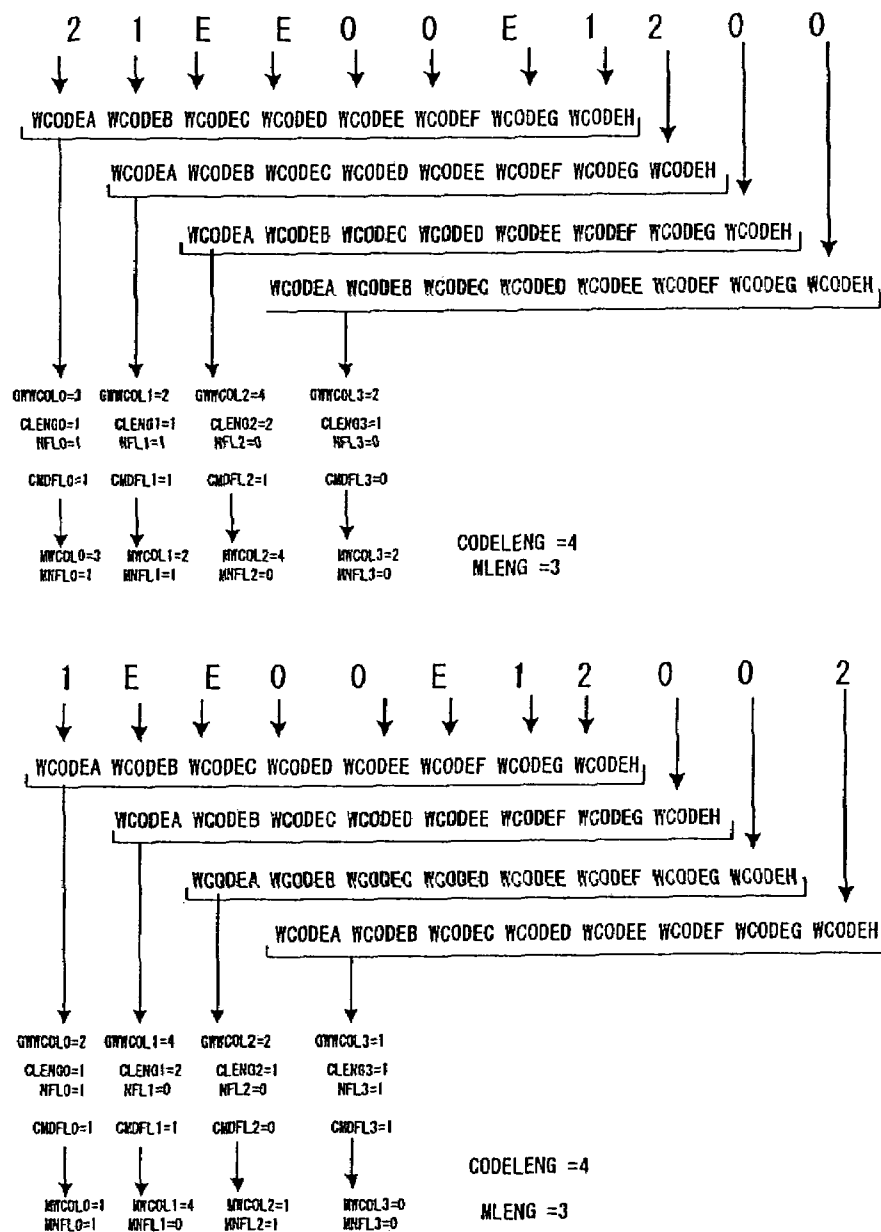 2 1 E E 0 0 E 1 2 0 0
WCODEA WCODEB WCODEC WCODED WCODEE WCODEF WCODEG WCODEH
WCODEA WCODEB WCODEC WCODED WCODEE WCODEF WCODEG WCODEH
WCODEA WCODEB WCODEC WCODED WCODEE WCODEF WCODEG WCODEH
WCODEA WCODEB WCODEC WCODED WCODEE WCODEF WCODEG WCODEH
GWWCOL0=3 GWWCOL1=2 GWWCOL2=4 GWWCOL3=2
CLENG0=1 CLENG1=1 CLENG2=2 CLENG3=1
NFL0=1 NFL1=1 NFL2=0 NFL3=0
CMDFL0=1 CMDFL1=1 CMDFL2=1 CMDFL3=0
MWCOL0=3 MWCOL1=2 MWCOL2=4 MWCOL3=2
MNFL0=1 MNFL1=1 MNFL2=0 MNFL3=0
CODELENG =4
MLENG =3
1 E E 0 0 E 1 2 0 0 2
WCODEA WCODEB WCODEC WCODED WCODEE WCODEF WCODEG WCODEH
WCODEA WCODEB WCODEC WCODED WCODEE WCODEF WCODEG WCODEH
WCODEA WCODEB WCODEC WCODED WCODEE WCODEF WCODEG WCODEH
WCODEA WCODEB WCODEC WCODED WCODEE WCODEF WCODEG WCODEH
GWWCOL0=2 GWWCOL1=4 GWWCOL2=2 GWWCOL3=1
CLENG0=1 CLENG1=2 CLENG2=1 CLENG3=1
NFL0=1 NFL1=0 NFL2=0 NFL3=1
CMDFL0=1 CMDFL1=1 CMDFL2=0 CMDFL3=1
MWCOL0=1 MWCOL1=4 MWCOL2=1 MWCOL3=0
MNFL0=1 MNFL1=0 MNFL2=1 MNFL3=0
CODELENG =4
MLENG =3